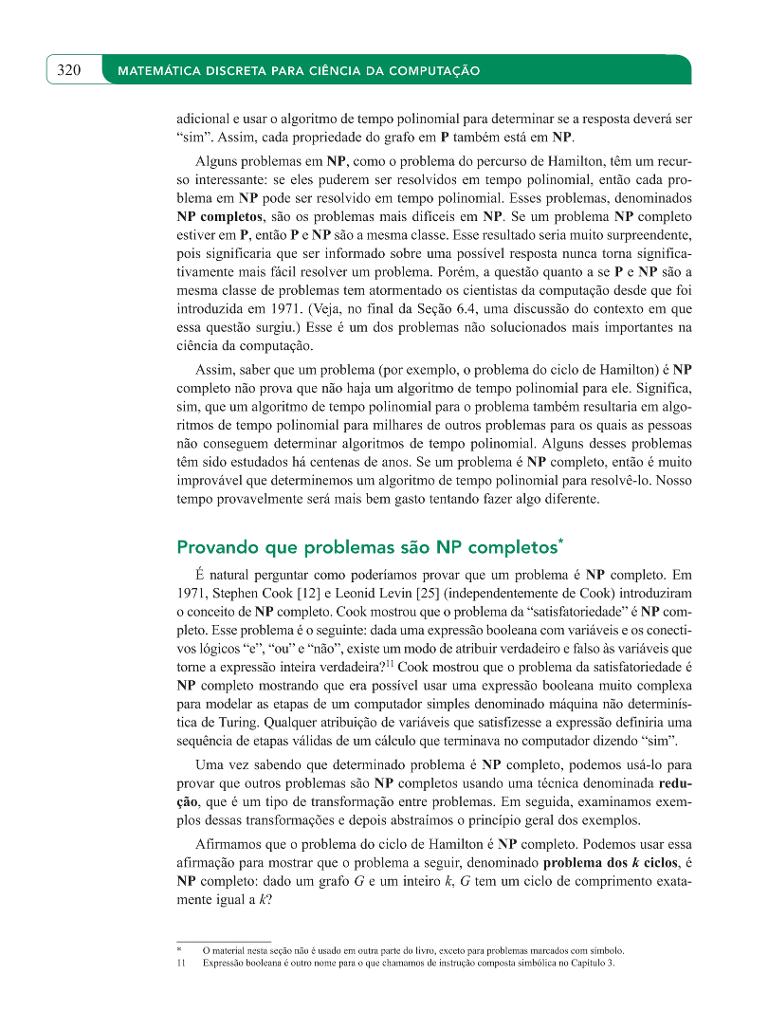 320
MATEMÁTICA DISCRETA PARA CIÊNCIA DA COMPUTAÇÃO
adicional e usar o algoritmo de tempo polinomial para determinar se a resposta deverá ser
“sim”. Assim, cada propriedade do grafo em P também está em NP.
Alguns problemas em NP, como o problema do percurso de Hamilton, têm um recur-
so interessante: se eles puderem ser resolvidos em tempo polinomial, então cada pro-
blema em NP pode ser resolvido em tempo polinomial. Esses problemas, denominados
NP completos, são os problemas mais difíceis em NP. Se um problema NP completo
estiver em P, então P e NP são a mesma classe. Esse resultado seria muito surpreendente,
pois significaria que ser informado sobre uma possível resposta nunca torna significa-
tivamente mais fácil resolver um problema. Porém, a questão quanto a se P e NP são a
mesma classe de problemas tem atormentado os cientistas da computação desde que foi
introduzida em 1971. (Veja, no final da Seção 6.4, uma discussão do contexto em que
essa questão surgiu.) Esse é um dos problemas não solucionados mais importantes na
ciência da computação.
Assim, saber que um problema (por exemplo, o problema do ciclo de Hamilton) é NP
completo não prova que não haja um algoritmo de tempo polinomial para ele. Significa,
sim, que um algoritmo de tempo polinomial para o problema também resultaria em algo-
ritmos de tempo polinomial para milhares de outros problemas para os quais as pessoas
não conseguem determinar algoritmos de tempo polinomial. Alguns desses problemas
têm sido estudados há centenas de anos. Se um problema é NP completo, então é muito
improvável que determinemos um algoritmo de tempo polinomial para resolvê-lo. Nosso
tempo provavelmente será mais bem gasto tentando fazer algo diferente.
Provando que problemas são NP completos*
É natural perguntar como poderíamos provar que um problema é NP completo. Em
1971, Stephen Cook [12] e Leonid Levin [25] (independentemente de Cook) introduziram
o conceito de NP completo. Cook mostrou que o problema da “satisfatoriedade” é NP com-
pleto. Esse problema é o seguinte: dada uma expressão booleana com variáveis e os conecti-
vos lógicos “e”, “ou” e “não”, existe um modo de atribuir verdadeiro e falso às variáveis que
torne a expressão inteira verdadeira?11 Cook mostrou que o problema da satisfatoriedade é
NP completo mostrando que era possível usar uma expressão booleana muito complexa
para modelar as etapas de um computador simples denominado máquina não determinís-
tica de Turing. Qualquer atribuição de variáveis que satisfizesse a expressão definiria uma
sequência de etapas válidas de um cálculo que terminava no computador dizendo “sim”.
Uma vez sabendo que determinado problema é NP completo, podemos usá-lo para
provar que outros problemas são NP completos usando uma técnica denominada redu-
ção, que é um tipo de transformação entre problemas. Em seguida, examinamos exem-
plos dessas transformações e depois abstraímos o princípio geral dos exemplos.
Afirmamos que o problema do ciclo de Hamilton é NP completo. Podemos usar essa
afirmação para mostrar que o problema a seguir, denominado problema dos k ciclos, é
NP completo: dado um grafo G e um inteiro k, G tem um ciclo de comprimento exata-
mente igual a k?
* O material nesta seção não é usado em outra parte do livro, exceto para problemas marcados com símbolo.
11 Expressão booleana é outro nome para o que chamamos de instrução composta simbólica no Capítulo 3.